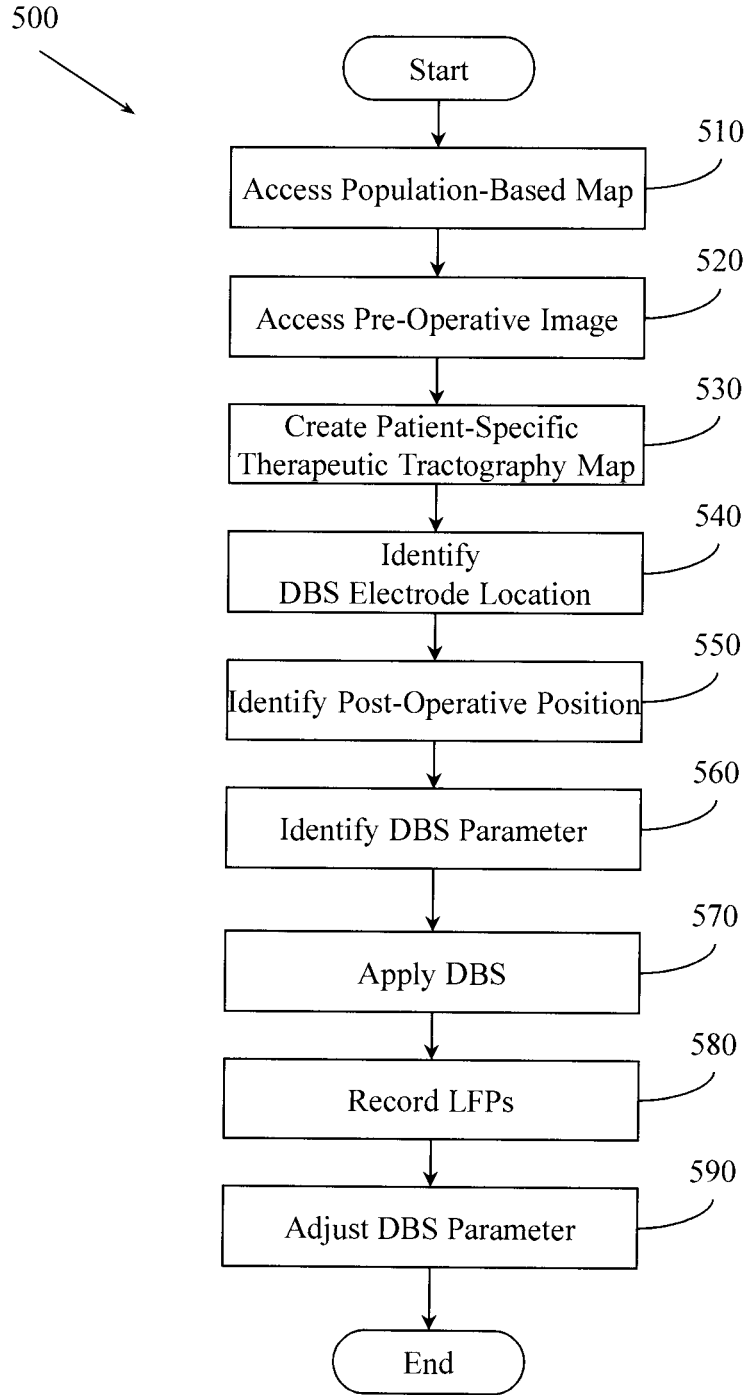 500
Start
510
Access Population-Based Map
520
Access Pre-Operative Image
530
Create Patient-Specific
Therapeutic Tractography Map
540
Identify
DBS Electrode Location
550
Identify Post-Operative Position
560
Identify DBS Parameter
570
Apply DBS
580
Record LFPs
590
Adjust DBS Parameter
End